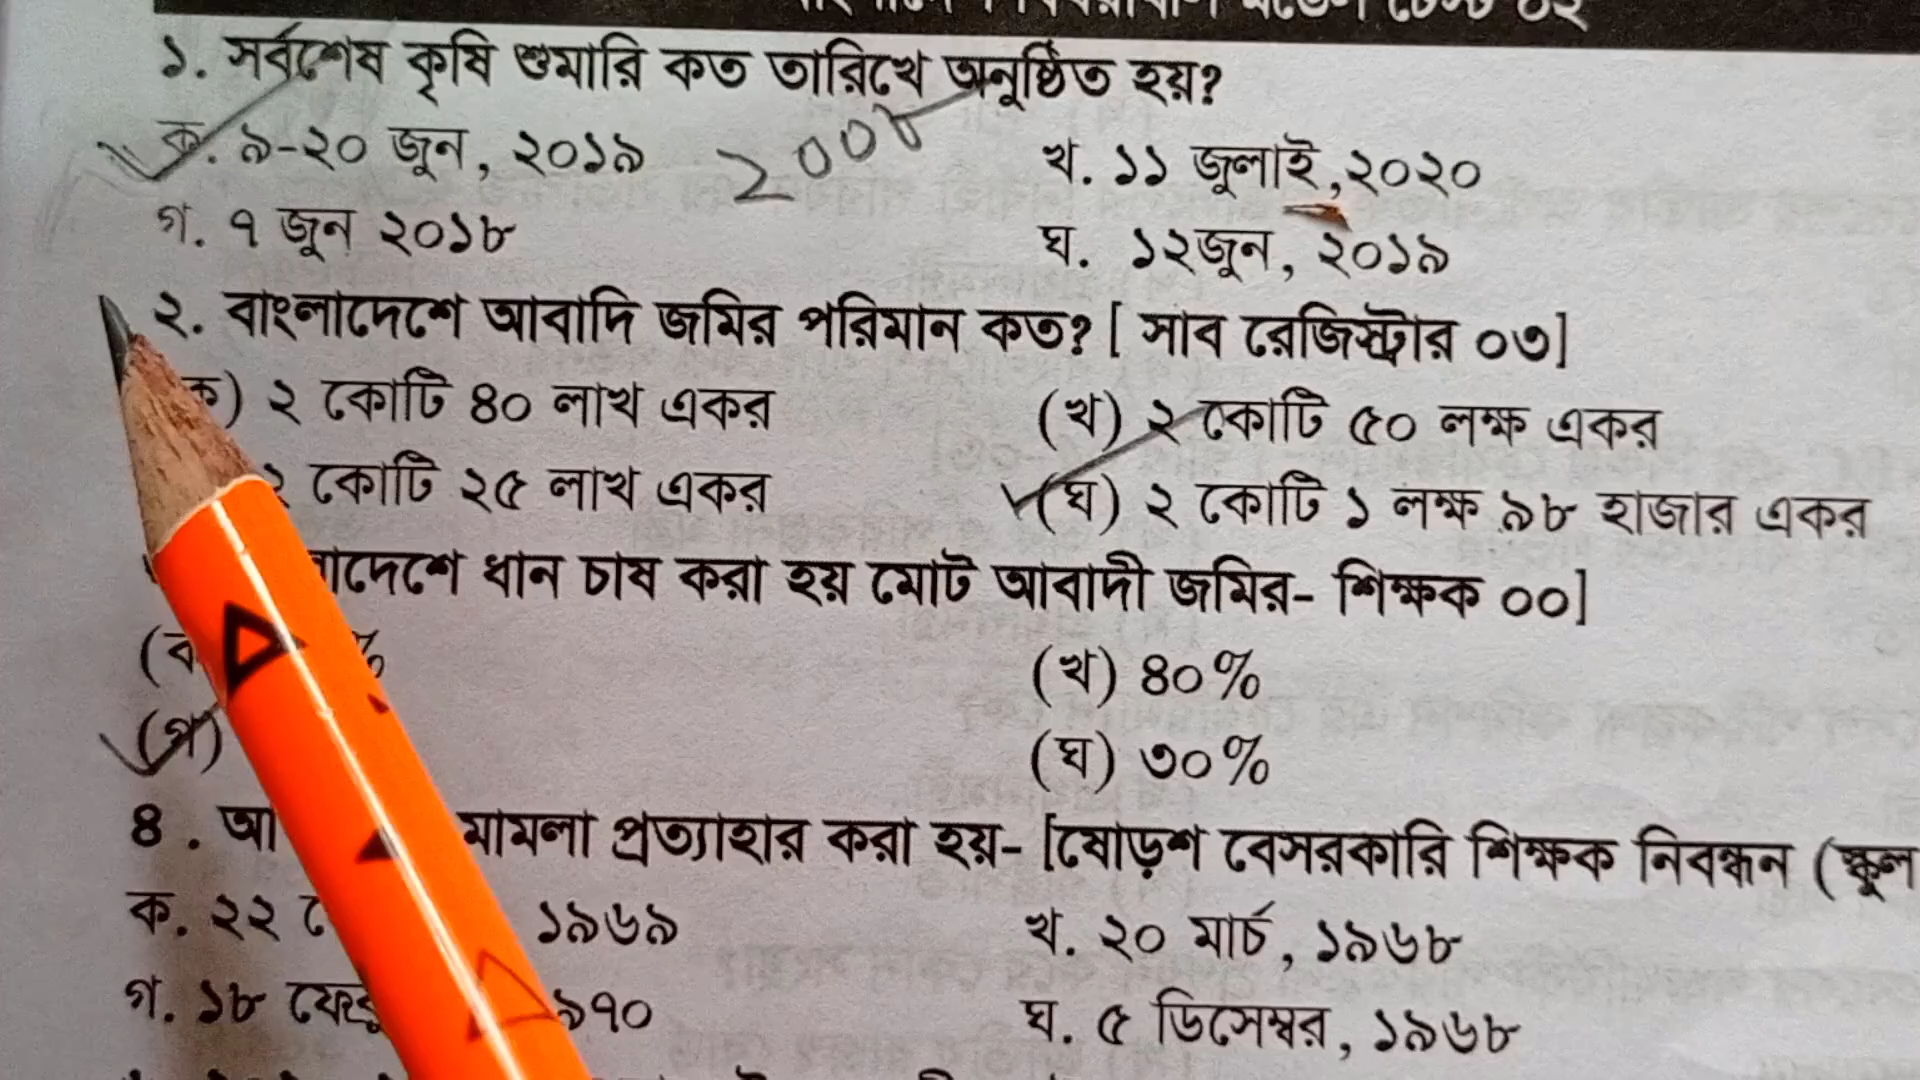 ১. সর্বশেষ কৃষি শুমারি কত তারিখে অনুষ্ঠিত হয়?
ক. ৯-২০ জুন, ২০১৯ ২০০৮ খ. ১১ জুলাই,২০২০
গ. ৭ জুন ২০১৮ ঘ. ১২জুন, ২০১৯
২. বাংলাদেশে আবাদি জমির পরিমান কত? [ সাব রেজিস্ট্রার ০৩]
ক) ২ কোটি ৪০ লাখ একর (খ) ২ কোটি ৫০ লক্ষ একর
২ কোটি ২৫ লাখ একর (ঘ) ২ কোটি ১ লক্ষ ৯৮ হাজার একর
ধান চাষ করা হয় মোট আবাদী জমির- শিক্ষক ০০]
(ক % (খ) ৪০%
(গ) (ঘ) ৩০%
৪ . মামলা প্রত্যাহার করা হয়- [ষোড়শ বেসরকারি শিক্ষক নিবন্ধন (স্কুল
ক. ২২ ১৯৬৯ খ. ২০ মার্চ, ১৯৬৮
গ. ১৮ ৯৭০ ঘ. ৫ ডিসেম্বর, ১৯৬৮